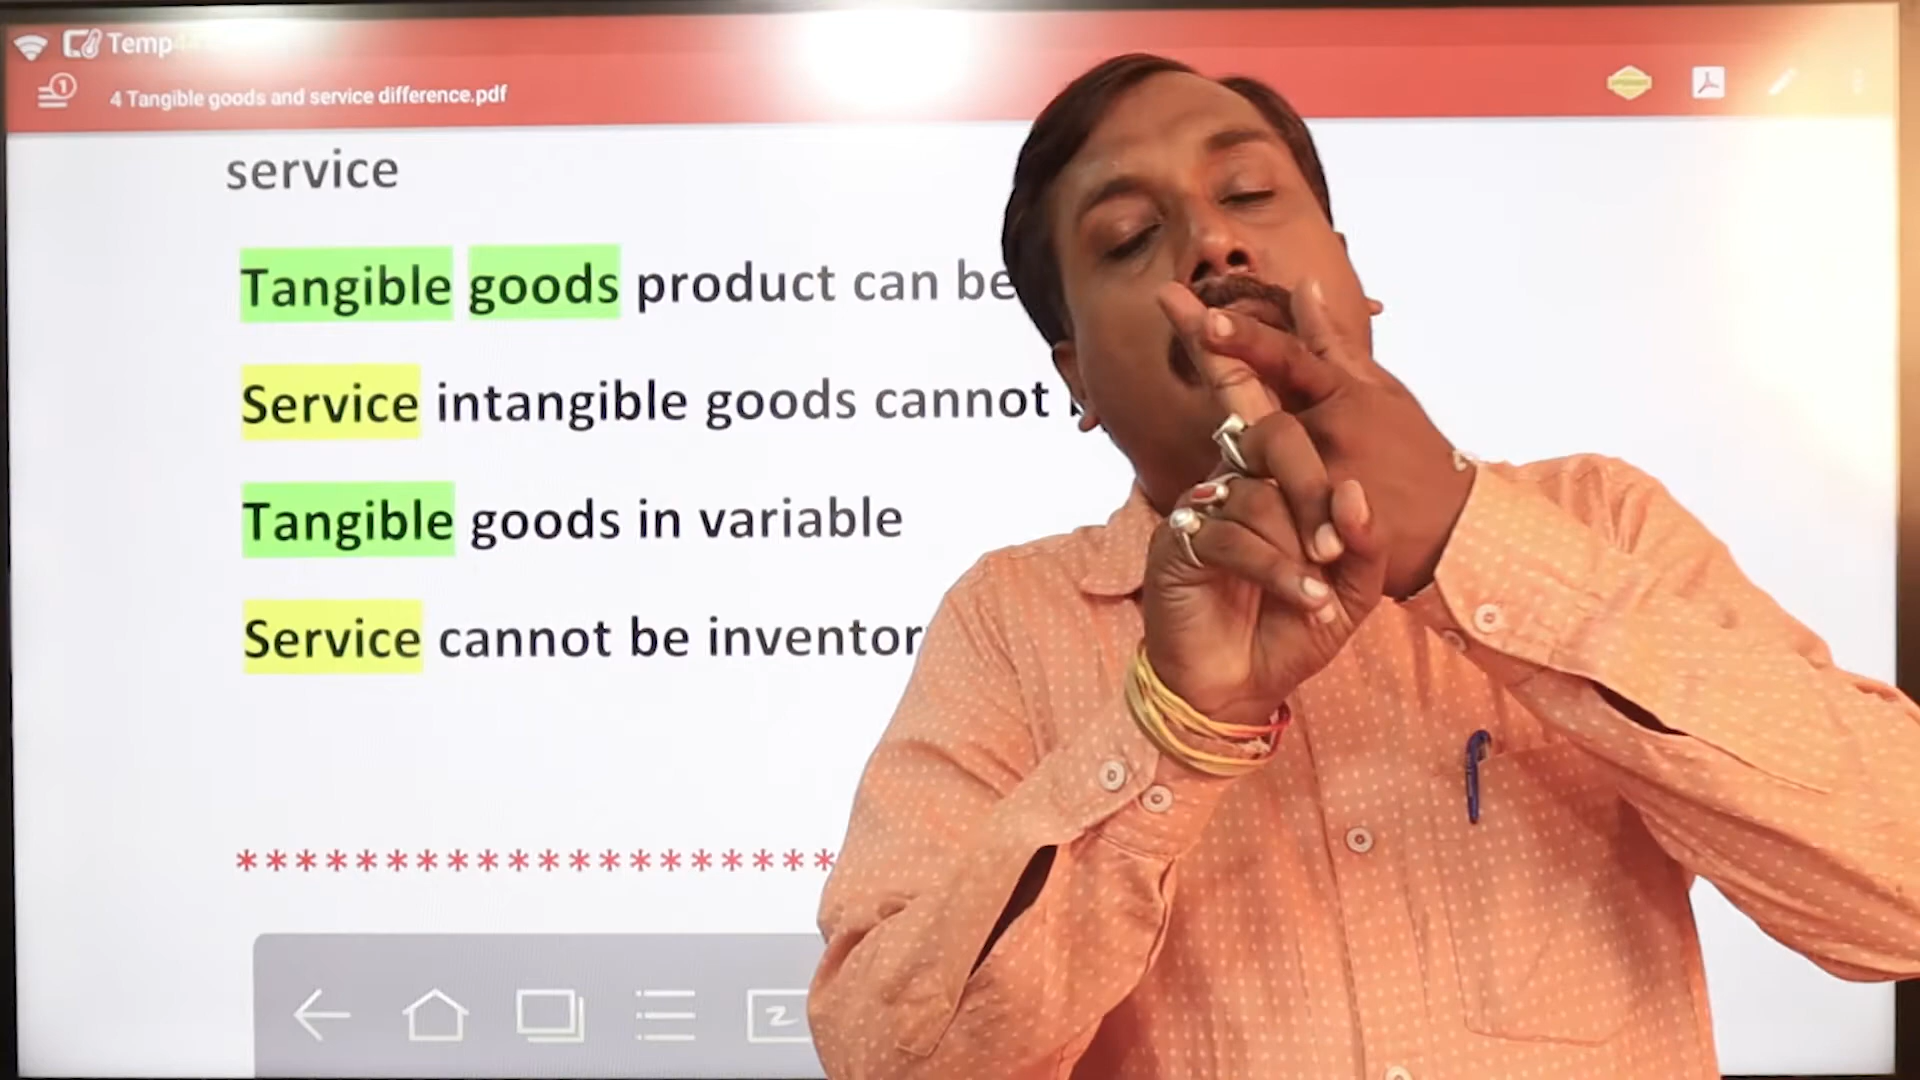 Temp
4 Tangible goods and service difference.pdf
service
Tangible goods product can be
Service intangible goods cannot
Tangible goods in variable
Service cannot be inventor
********************